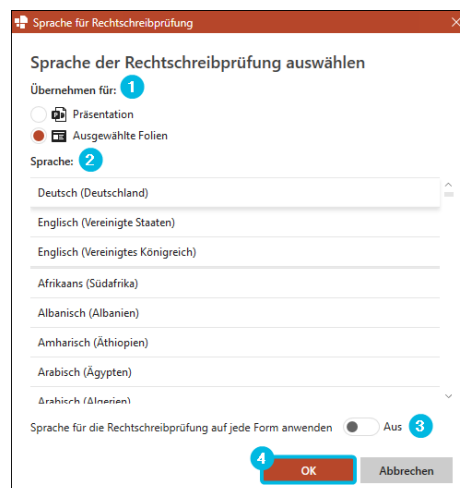 Sprache für Rechtschreibprüfung
Sprache der Rechtschreibprüfung auswählen
Übernehmen für: 1
Präsentation
Ausgewählte Folien
Sprache: 2
Deutsch (Deutschland)
Englisch (Vereinigte Staaten)
Englisch (Vereinigtes Königreich)
Afrikaans (Südafrika)
Albanisch (Albanien)
Amharisch (Äthiopien)
Arabisch (Ägypten)
Arabisch (Algerien)
Sprache für die Rechtschreibprüfung auf jede Form anwenden Aus 3
4 OK Abbrechen